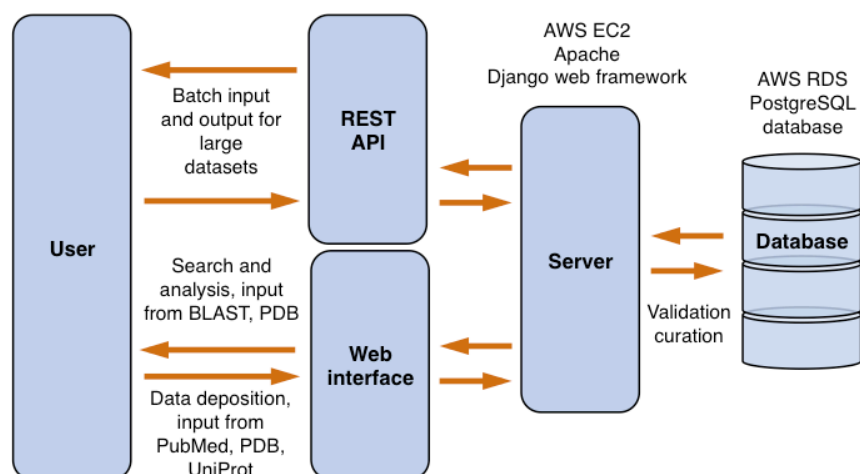 AWS EC2
Apache
Django web framework
AWS RDS
PostgreSQL
database
Batch input
and output for
large
datasets
REST
API
User
Server
Database
Search and
analysis, input
from BLAST, PDB
Validation
curation
Web
interface
Data deposition,
input from
PubMed, PDB,
UniProt